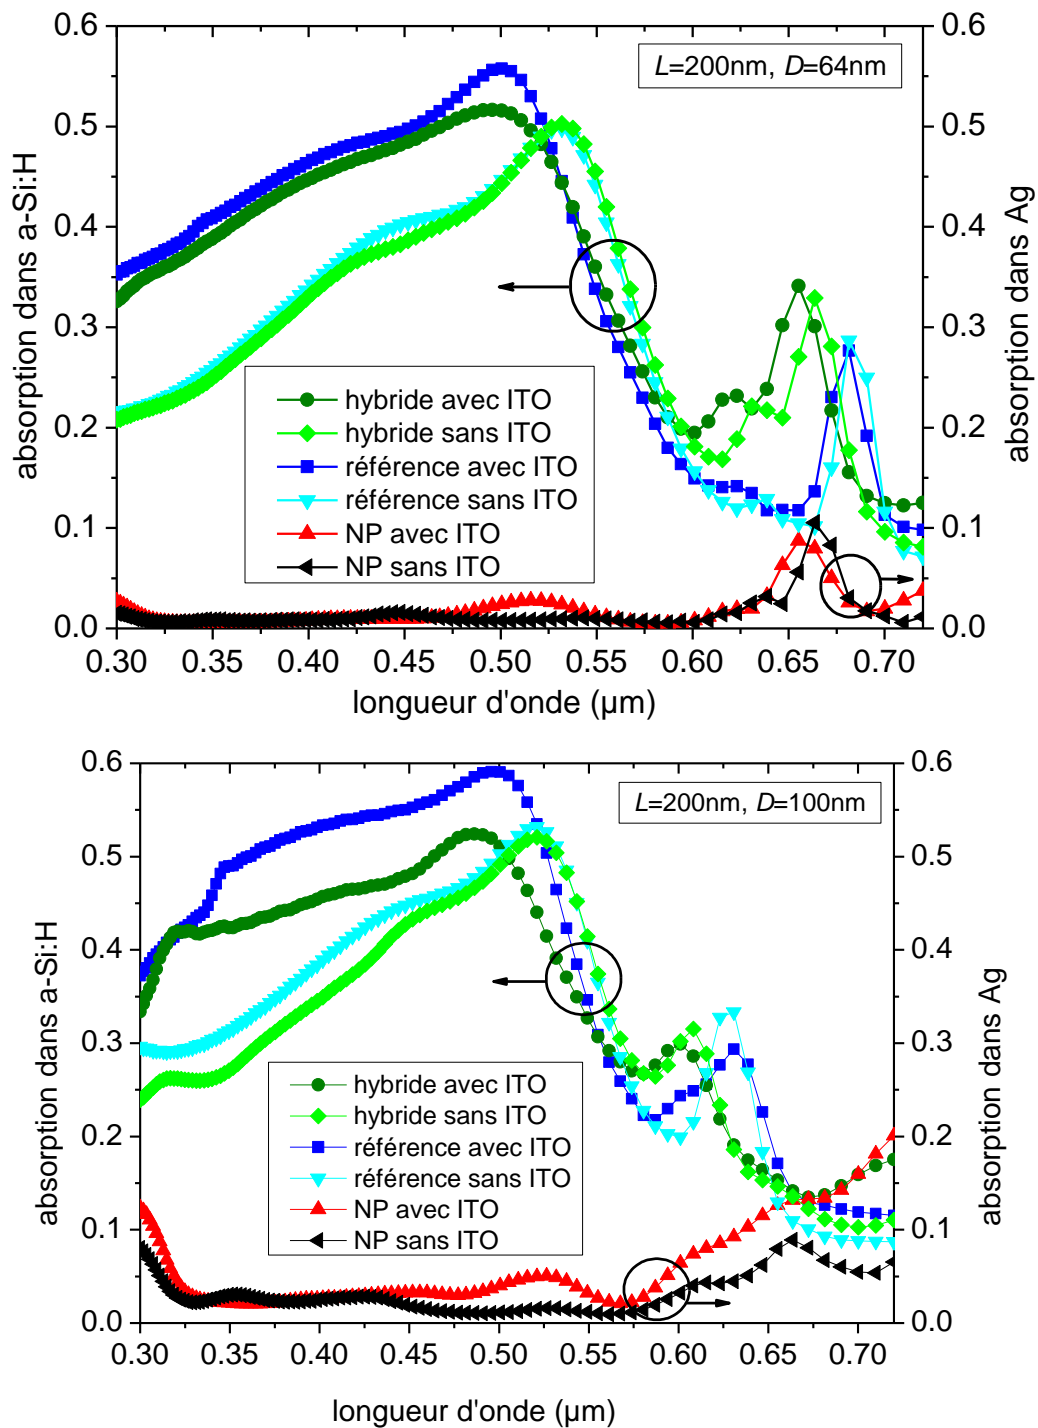 L=200nm, D=64nm
absorption dans a-Si:H
absorption dans Ag
0.6
0.5
0.4
0.3
0.2
0.1
0.0
0.6
0.5
0.4
0.3
0.2
0.1
0.0
hybride avec ITO
hybride sans ITO
référence avec ITO
référence sans ITO
NP avec ITO
NP sans ITO
0.30 0.35 0.40 0.45 0.50 0.55 0.60 0.65 0.70
longueur d'onde (µm)
L=200nm, D=100nm
absorption dans a-Si:H
absorption dans Ag
0.6
0.5
0.4
0.3
0.2
0.1
0.0
0.6
0.5
0.4
0.3
0.2
0.1
0.0
hybride avec ITO
hybride sans ITO
référence avec ITO
référence sans ITO
NP avec ITO
NP sans ITO
0.30 0.35 0.40 0.45 0.50 0.55 0.60 0.65 0.70
longueur d'onde (µm)